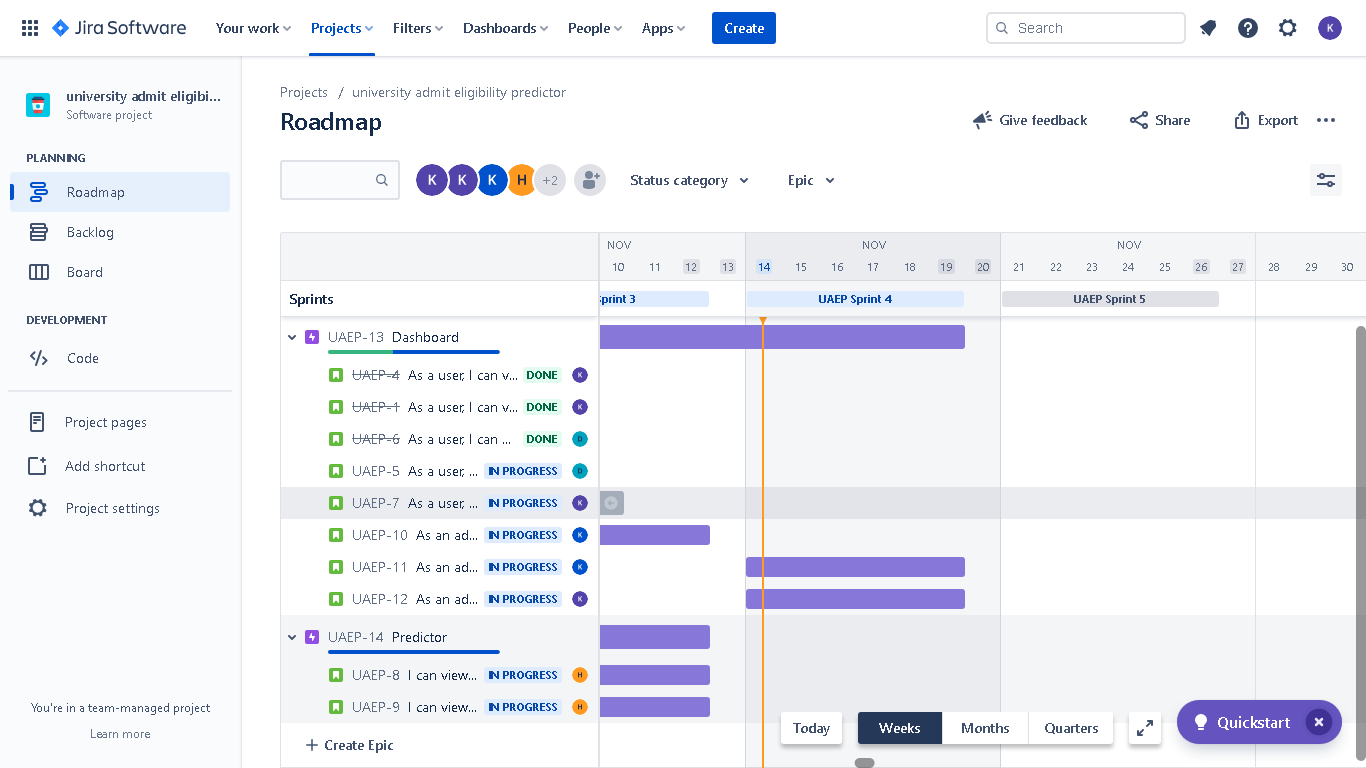 Jira Software
Your work
Projects
Filters
Dashboards
People
Apps
Create
Search
K
university admit eligibi...
Software project
PLANNING
Roadmap
Backlog
Board
DEVELOPMENT
Code
Project pages
Add shortcut
Project settings
You're in a team-managed project
Learn more
Projects / university admit eligibility predictor
Roadmap
Give feedback
Share
Export
K K K H +2
Status category
Epic
NOV NOV NOV
10 11 12 13 14 15 16 17 18 19 20 21 22 23 24 25 26 27 28 29 30
Sprints
Sprint 3 UAEP Sprint 4 UAEP Sprint 5
UAEP-13 Dashboard
UAEP-4 As a user, I can v... DONE K
UAEP-1 As a user, I can v... DONE K
UAEP-6 As a user, I can ... DONE D
UAEP-5 As a user, ... IN PROGRESS D
UAEP-7 As a user, ... IN PROGRESS K
UAEP-10 As an ad... IN PROGRESS K
UAEP-11 As an ad... IN PROGRESS K
UAEP-12 As an ad... IN PROGRESS K
UAEP-14 Predictor
UAEP-8 I can view... IN PROGRESS H
UAEP-9 I can view... IN PROGRESS H
Create Epic
Today
Weeks
Months
Quarters
Quickstart